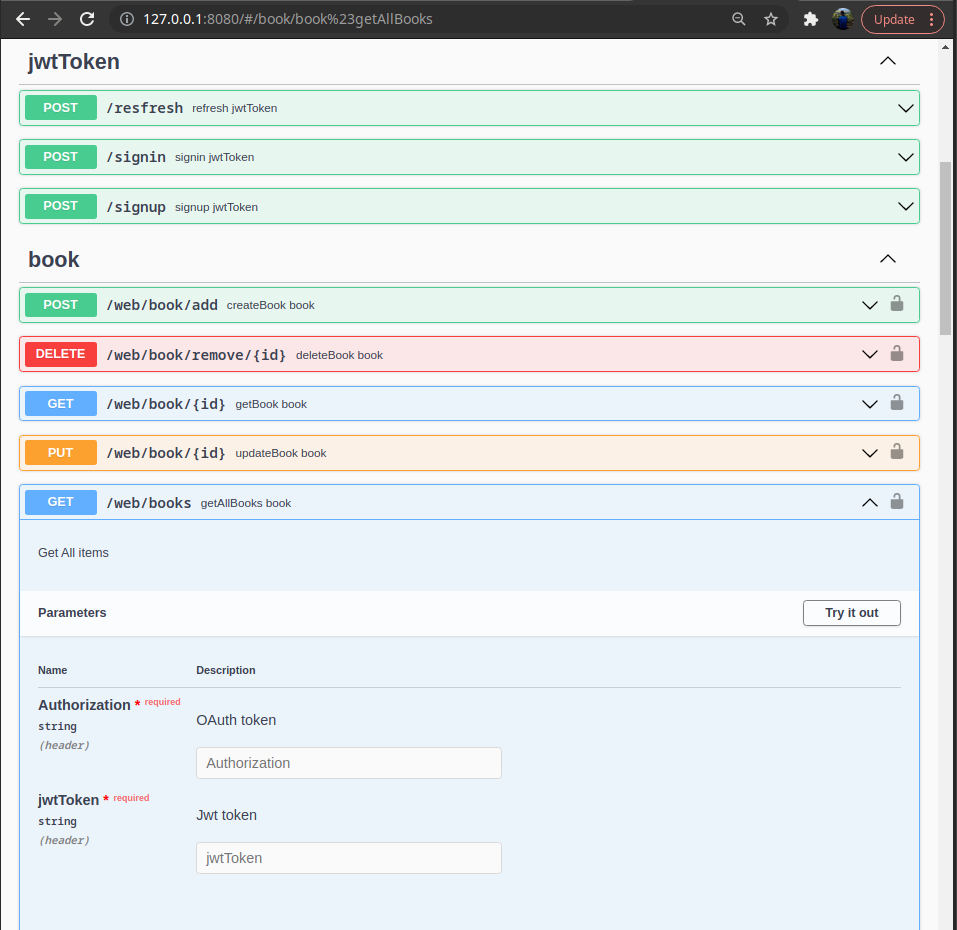 127.0.0.1:8080/#/book/book%23getAllBooks
Update
jwtToken
POST /resfresh refresh jwtToken
POST /signin signin jwtToken
POST /signup signup jwtToken
book
POST /web/book/add createBook book
DELETE /web/book/remove/{id} deleteBook book
GET /web/book/{id} getBook book
PUT /web/book/{id} updateBook book
GET /web/books getAllBooks book
Get All items
Parameters Try it out
Name Description
Authorization * required
string
(header)
OAuth token
Authorization
jwtToken * required
string
(header)
Jwt token
jwtToken